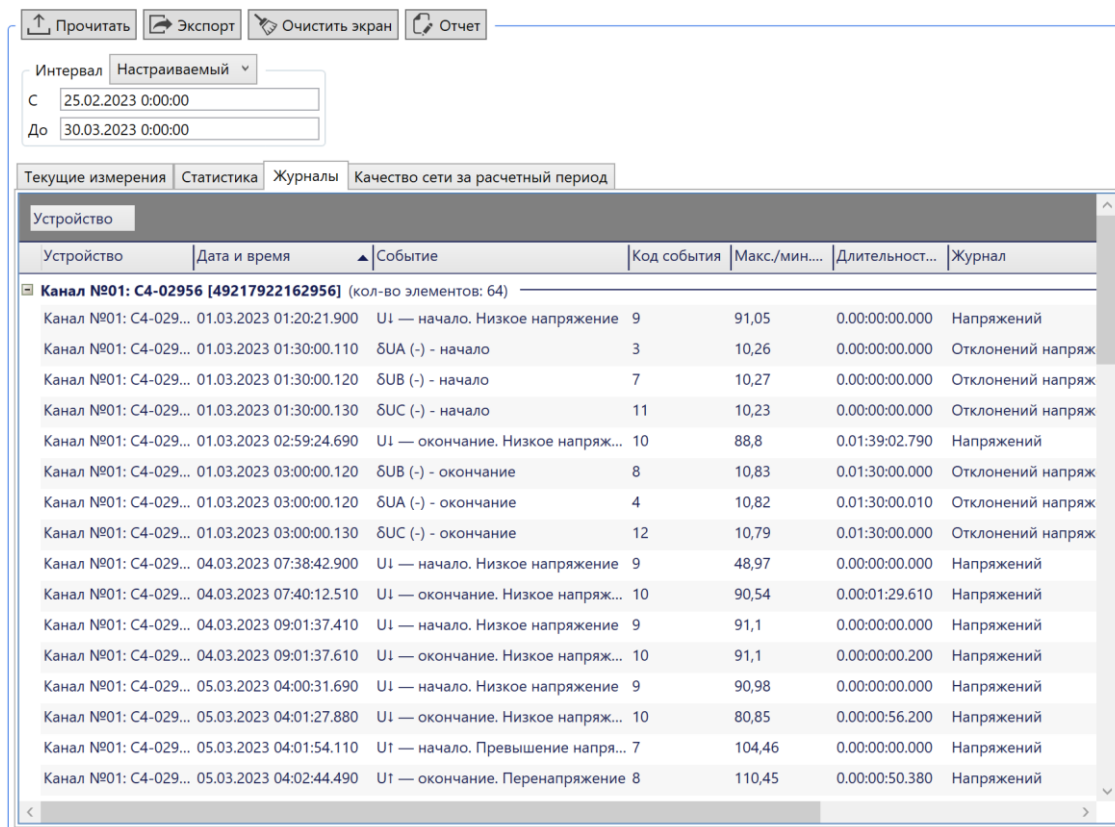 Прочитать Экспорт Очистить экран Отчет
Интервал Настраиваемый
С 25.02.2023 0:00:00
До 30.03.2023 0:00:00
Текущие измерения Статистика Журналы Качество сети за расчетный период
Устройство
Устройство Дата и время Событие Код события Макс./мин.... Длительност... Журнал
Канал №01: С4-02956 [49217922162956] (кол-во элементов: 64)
Канал №01: С4-029... 01.03.2023 01:20:21.900 U↓ — начало. Низкое напряжение 9 91,05 0.00:00:00.000 Напряжений
Канал №01: С4-029... 01.03.2023 01:30:00.110 δUA (-) - начало 3 10,26 0.00:00:00.000 Отклонений напряж
Канал №01: С4-029... 01.03.2023 01:30:00.120 δUB (-) - начало 7 10,27 0.00:00:00.000 Отклонений напряж
Канал №01: С4-029... 01.03.2023 01:30:00.130 δUC (-) - начало 11 10,23 0.00:00:00.000 Отклонений напряж
Канал №01: С4-029... 01.03.2023 02:59:24.690 U↓ — окончание. Низкое напряж... 10 88,8 0.01:39:02.790 Напряжений
Канал №01: С4-029... 01.03.2023 03:00:00.120 δUB (-) - окончание 8 10,83 0.01:30:00.000 Отклонений напряж
Канал №01: С4-029... 01.03.2023 03:00:00.120 δUA (-) - окончание 4 10,82 0.01:30:00.010 Отклонений напряж
Канал №01: С4-029... 01.03.2023 03:00:00.130 δUC (-) - окончание 12 10,79 0.01:30:00.000 Отклонений напряж
Канал №01: С4-029... 04.03.2023 07:38:42.900 U↓ — начало. Низкое напряжение 9 48,97 0.00:00:00.000 Напряжений
Канал №01: С4-029... 04.03.2023 07:40:12.510 U↓ — окончание. Низкое напряж... 10 90,54 0.00:01:29.610 Напряжений
Канал №01: С4-029... 04.03.2023 09:01:37.410 U↓ — начало. Низкое напряжение 9 91,1 0.00:00:00.000 Напряжений
Канал №01: С4-029... 04.03.2023 09:01:37.610 U↓ — окончание. Низкое напряж... 10 91,1 0.00:00:00.200 Напряжений
Канал №01: С4-029... 05.03.2023 04:00:31.690 U↓ — начало. Низкое напряжение 9 90,98 0.00:00:00.000 Напряжений
Канал №01: С4-029... 05.03.2023 04:01:27.880 U↓ — окончание. Низкое напряж... 10 80,85 0.00:00:56.200 Напряжений
Канал №01: С4-029... 05.03.2023 04:01:54.110 U↑ — начало. Превышение напря... 7 104,46 0.00:00:00.000 Напряжений
Канал №01: С4-029... 05.03.2023 04:02:44.490 U↑ — окончание. Перенапряжение 8 110,45 0.00:00:50.380 Напряжений